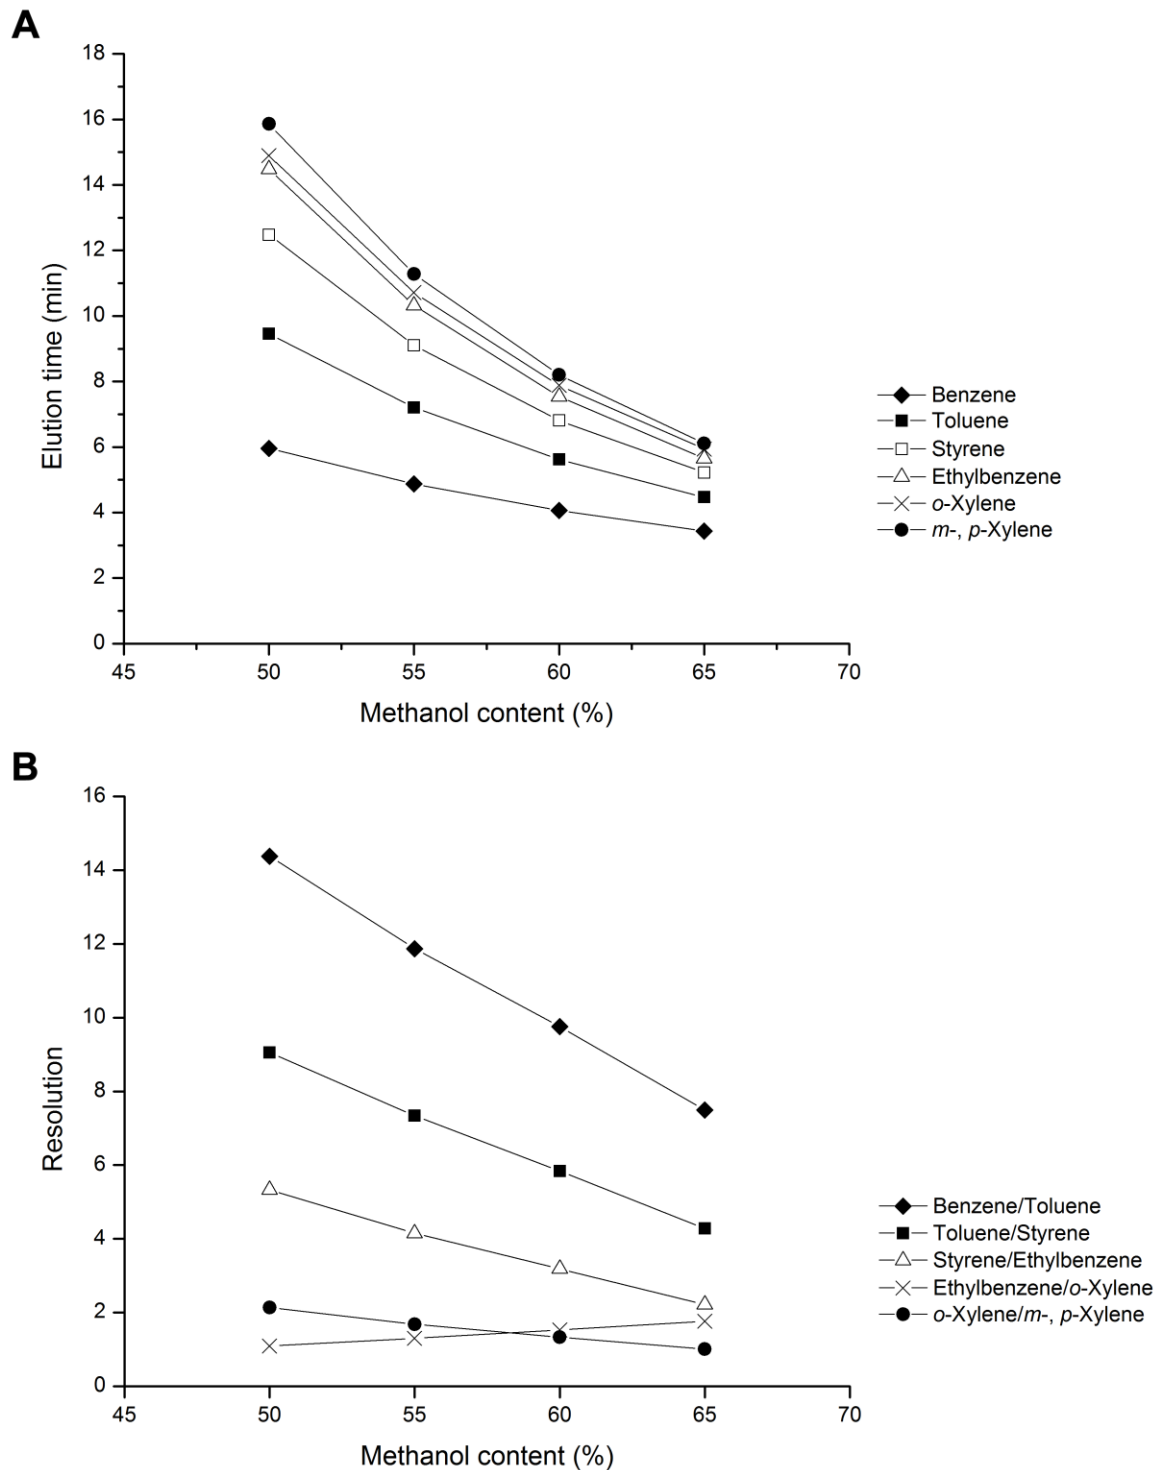 A
18
16
14
12
10
8
6
4
2
0
45 50 55 60 65 70
Elution time (min)
Methanol content (%)
Benzene
Toluene
Styrene
Ethylbenzene
o-Xylene
m-, p-Xylene
B
16
14
12
10
8
6
4
2
0
45 50 55 60 65 70
Resolution
Methanol content (%)
Benzene/Toluene
Toluene/Styrene
Styrene/Ethylbenzene
Ethylbenzene/o-Xylene
o-Xylene/m-, p-Xylene